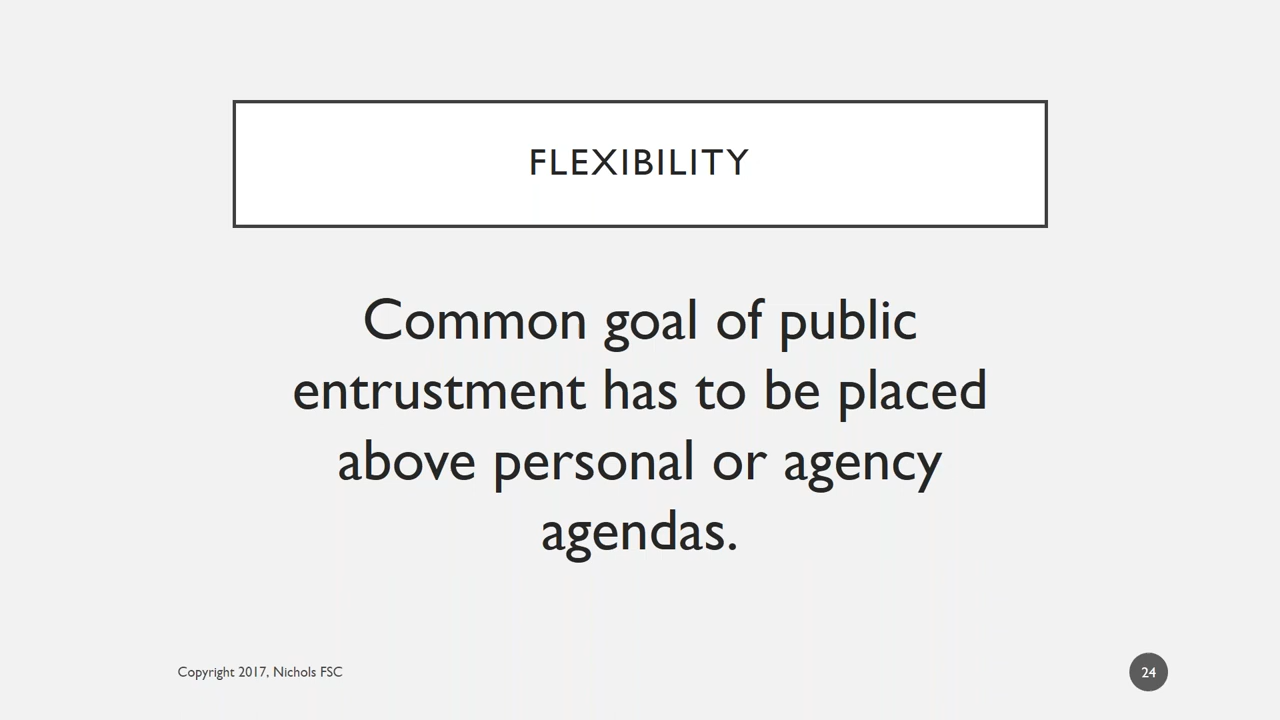 FLEXIBILITY
Common goal of public
entrustment has to be placed
above personal or agency
agendas.
Copyright 2017, Nichols FSC
24